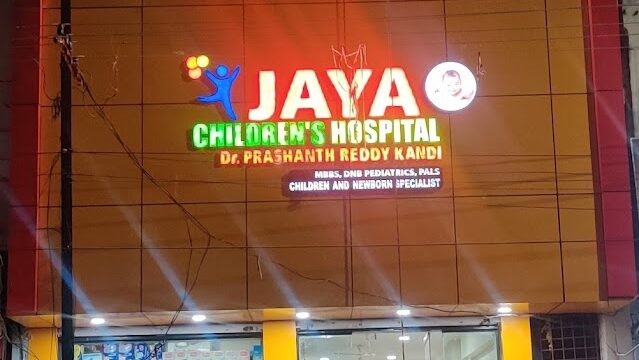 JAYA
CHILDREN'S HOSPITAL
Dr. PRASHANTH REDDY KANDI
MBBS, DNB PEDIATRICS, PALS
CHILDREN AND NEWBORN SPECIALIST